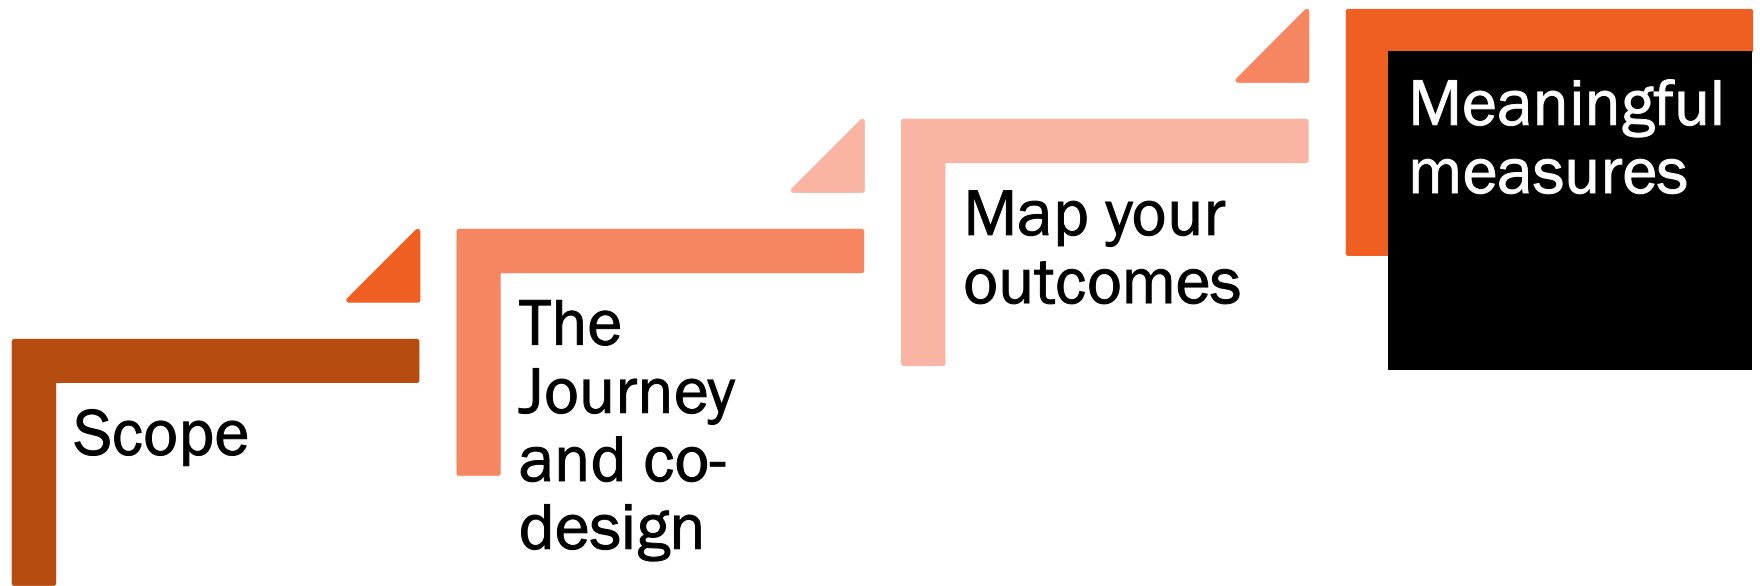 Scope
The
Journey
and co-
design
Map your
outcomes
Meaningful
measures